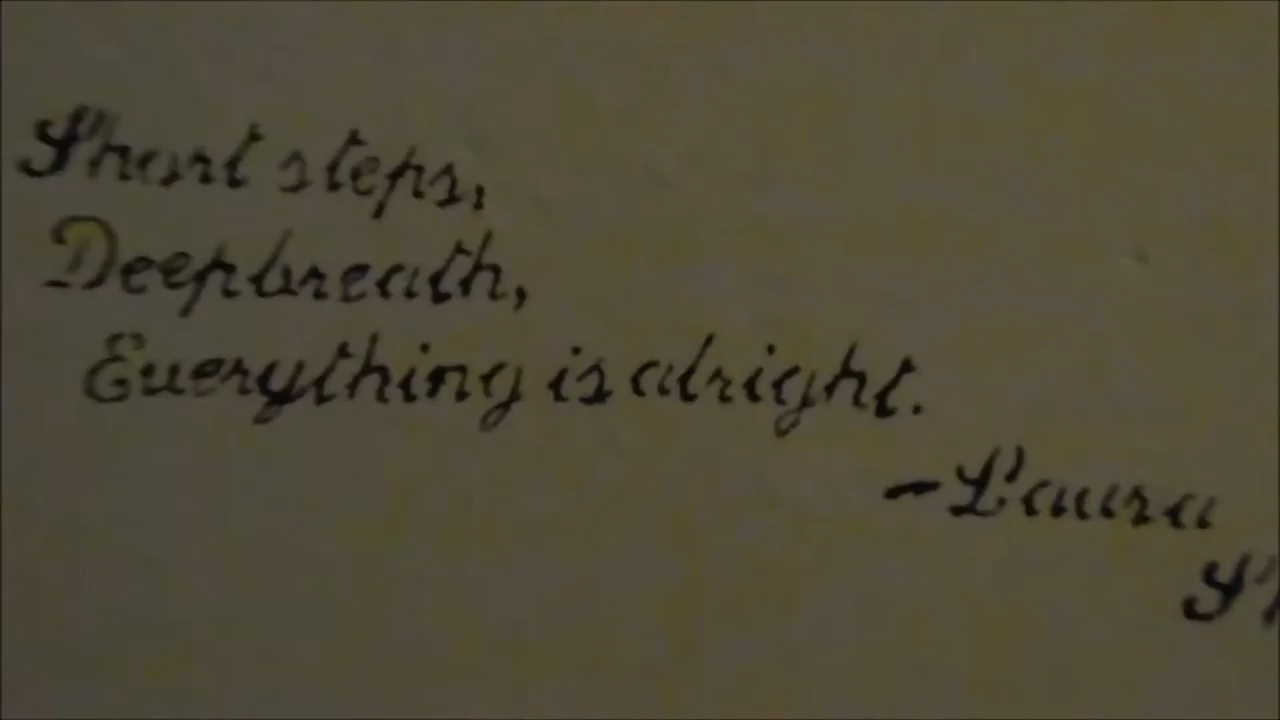 Short steps,
Deep breath,
Everything is alright.
-Laura